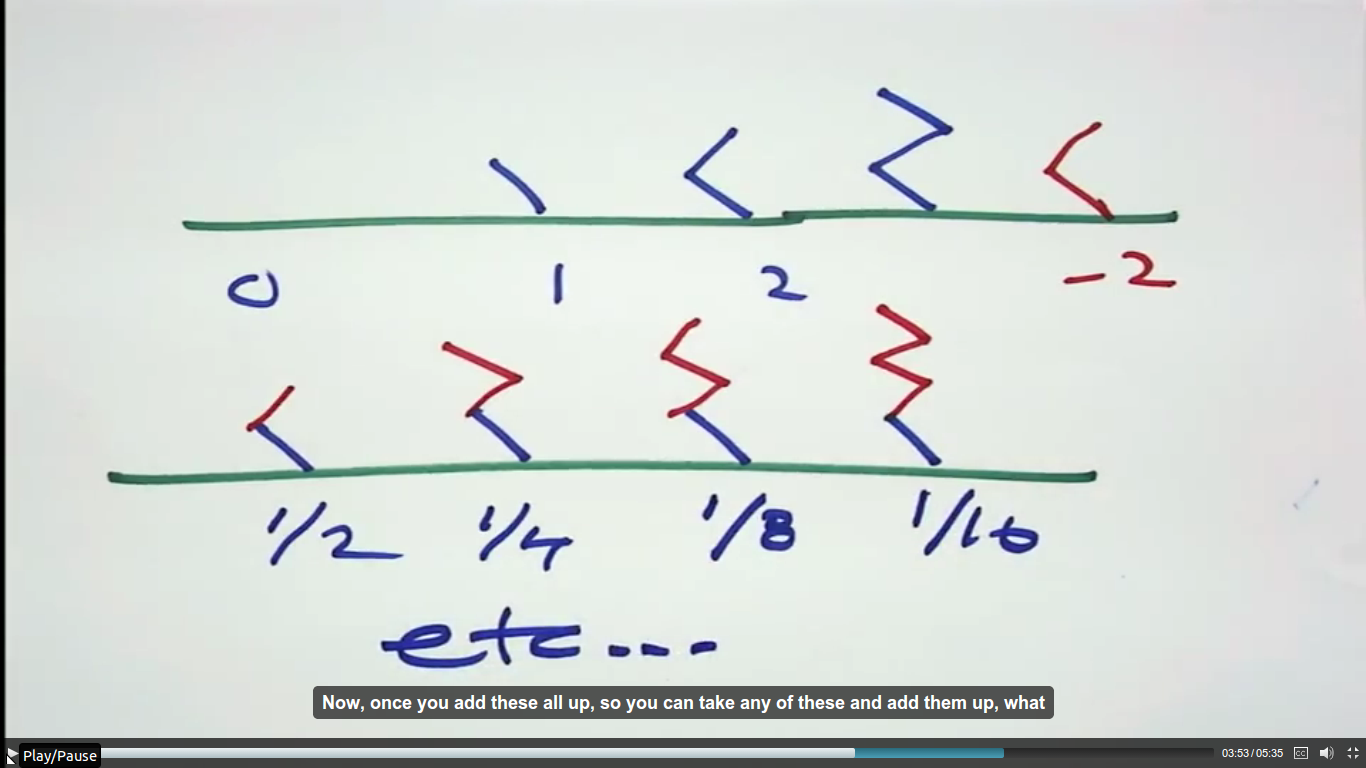 0 1 2 -2
1/2 1/4 1/8 1/16
etc...
Now, once you add these all up, so you can take any of these and add them up, what
Play/Pause 03:53/05:35 CC